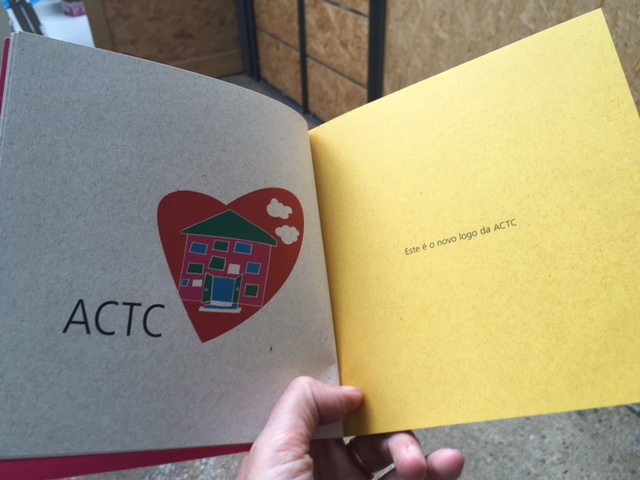 ACTC
Este é o novo logo da ACTC